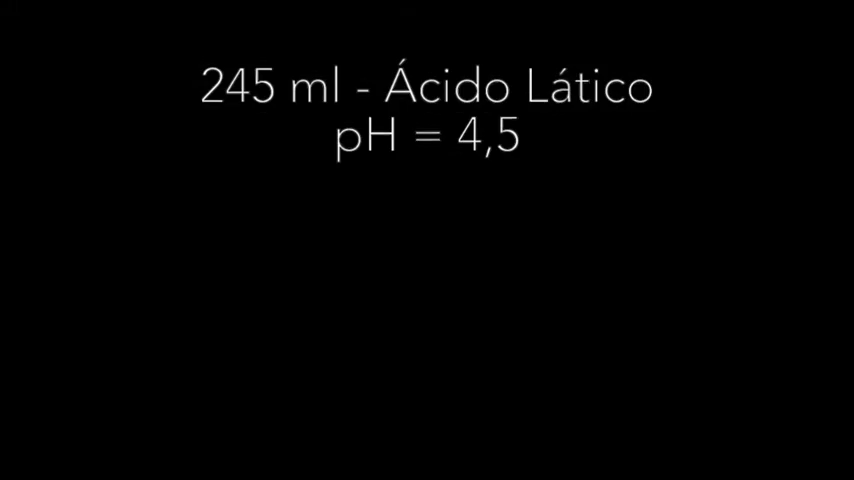 245 ml - Ácido Lático
pH = 4,5